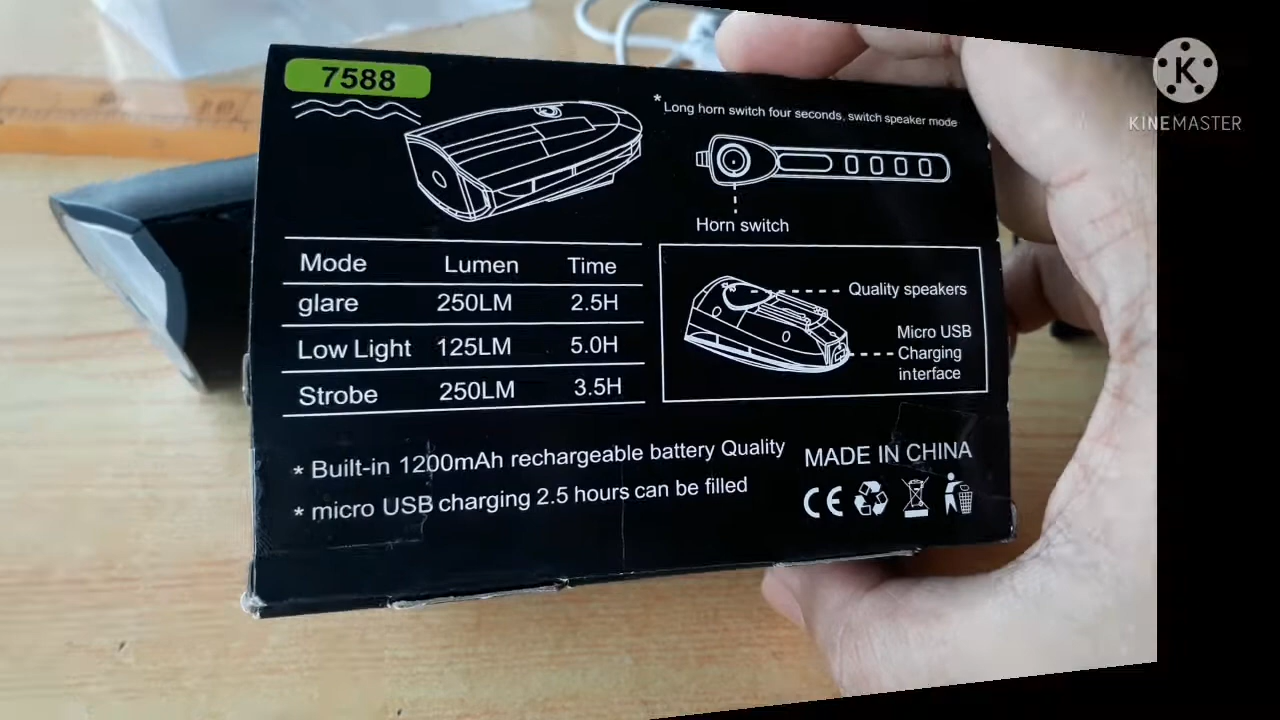 7588
*Long horn switch four seconds, switch speaker mode
Horn switch
Mode Lumen Time
glare 250LM 2.5H
Low Light 125LM 5.0H
Strobe 250LM 3.5H
Quality speakers
Micro USB
Charging
interface
* Built-in 1200mAh rechargeable battery Quality
* micro USB charging 2.5 hours can be filled
MADE IN CHINA
CE
K
KINEMASTER